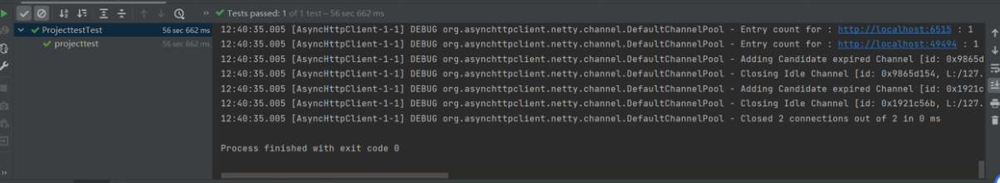 Tests passed: 1 of 1 test – 56 sec 662 ms
ProjecttestTest 56 sec 662 ms
projecttest 56 sec 662 ms
12:40:35.005 [AsyncHttpClient-1-1] DEBUG org.asynchttpclient.netty.channel.DefaultChannelPool - Entry count for : http://localhost:6515 : 1
12:40:35.005 [AsyncHttpClient-1-1] DEBUG org.asynchttpclient.netty.channel.DefaultChannelPool - Entry count for : http://localhost:49494 : 1
12:40:35.005 [AsyncHttpClient-1-1] DEBUG org.asynchttpclient.netty.channel.DefaultChannelPool - Adding Candidate expired Channel [id: 0x9865d
12:40:35.005 [AsyncHttpClient-1-1] DEBUG org.asynchttpclient.netty.channel.DefaultChannelPool - Closing Idle Channel [id: 0x9865d154, L:/127.
12:40:35.005 [AsyncHttpClient-1-1] DEBUG org.asynchttpclient.netty.channel.DefaultChannelPool - Adding Candidate expired Channel [id: 0x1921c
12:40:35.005 [AsyncHttpClient-1-1] DEBUG org.asynchttpclient.netty.channel.DefaultChannelPool - Closing Idle Channel [id: 0x1921c56b, L:/127.
12:40:35.005 [AsyncHttpClient-1-1] DEBUG org.asynchttpclient.netty.channel.DefaultChannelPool - Closed 2 connections out of 2 in 0 ms
Process finished with exit code 0